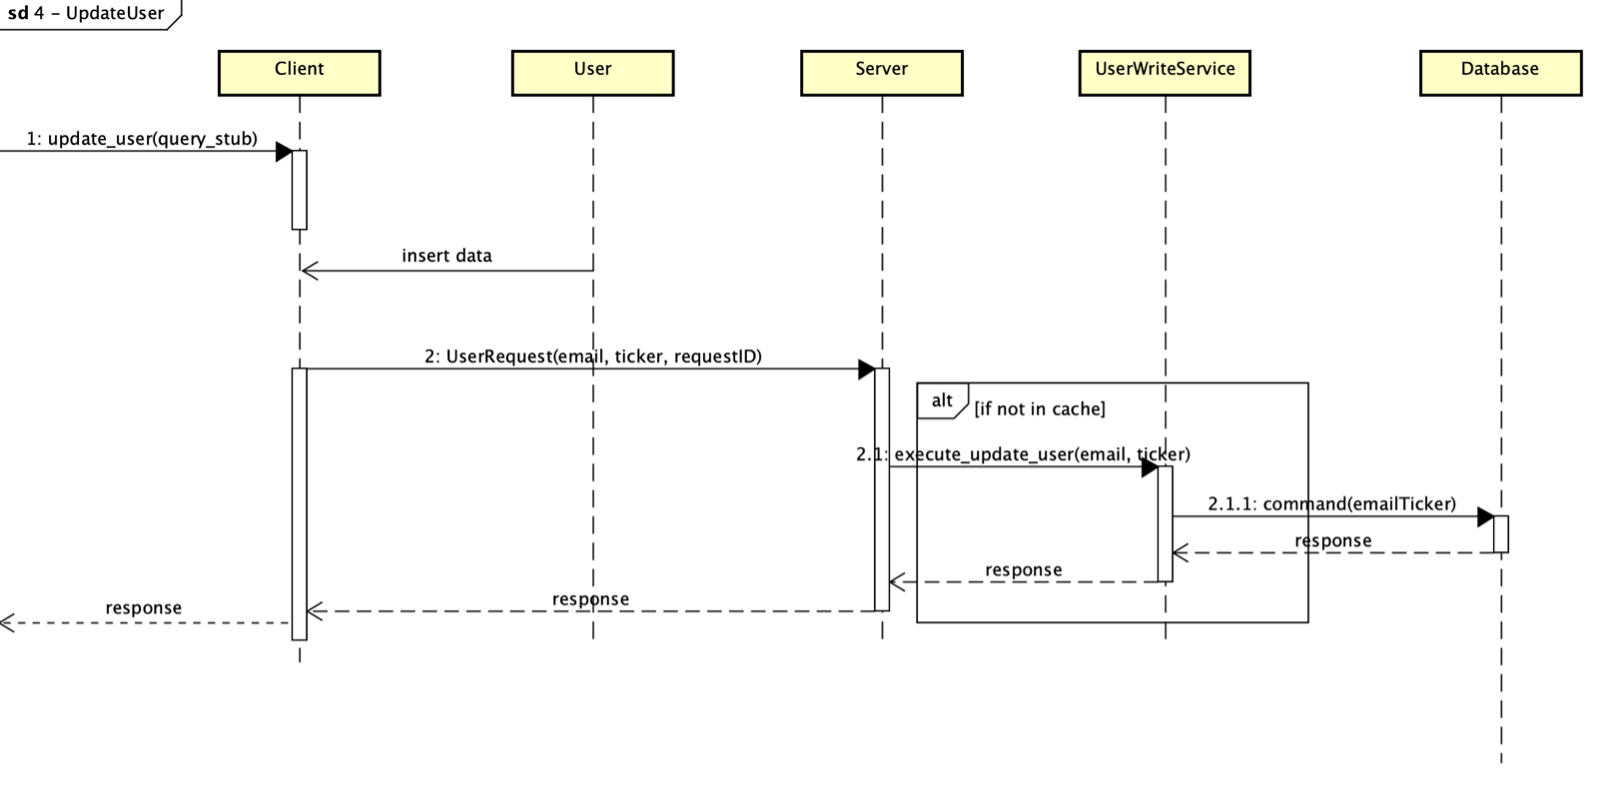 sd 4 – UpdateUser
Client
User
Server
UserWriteService
Database
1: update_user(query_stub)
insert data
2: UserRequest(email, ticker, requestID)
alt
[if not in cache]
2.1: execute_update_user(email, ticker)
2.1.1: command(emailTicker)
response
response
response
response